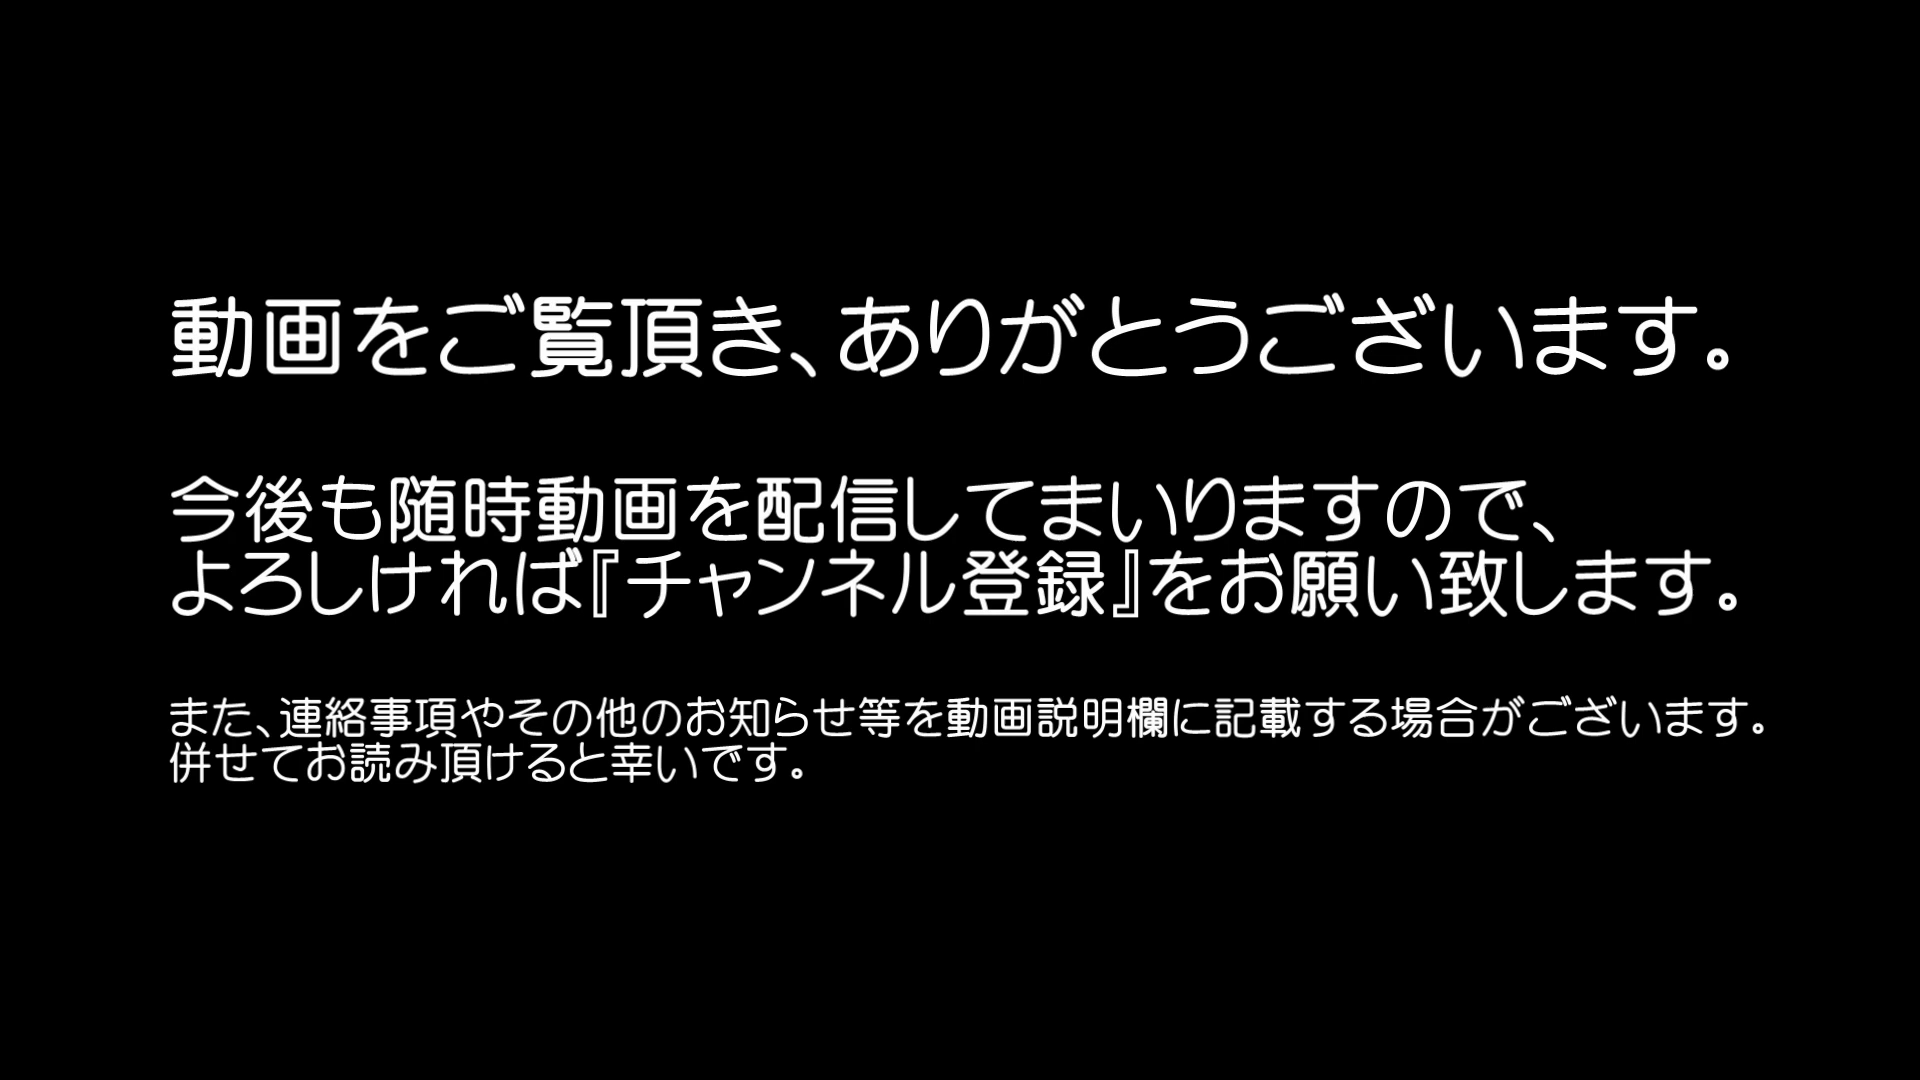 動画をご覧頂き、ありがとうございます。
今後も随時動画を配信してまいりますので、
よろしければ『チャンネル登録』をお願い致します。
また、連絡事項やその他のお知らせ等を動画説明欄に記載する場合がございます。
併せてお読み頂けると幸いです。